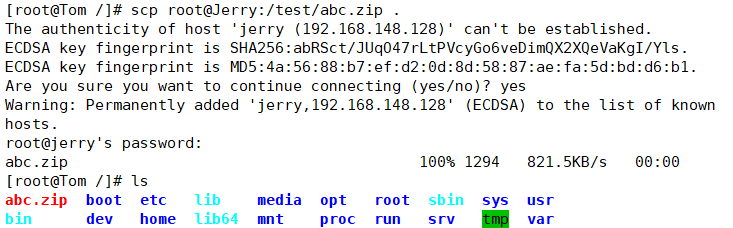 [root@Tom /]# scp root@Jerry:/test/abc.zip .
The authenticity of host 'jerry (192.168.148.128)' can't be established.
ECDSA key fingerprint is SHA256:abRSct/JUqO47rLtPVcyGo6veDimQX2XQeVaKgI/Yls.
ECDSA key fingerprint is MD5:4a:56:88:b7:ef:d2:0d:8d:58:87:ae:fa:5d:bd:d6:b1.
Are you sure you want to continue connecting (yes/no)? yes
Warning: Permanently added 'jerry,192.168.148.128' (ECDSA) to the list of known
hosts.
root@jerry's password:
abc.zip 100% 1294 821.5KB/s 00:00
[root@Tom /]# ls
abc.zip boot etc lib media opt root sbin sys usr
bin dev home lib64 mnt proc run srv tmp var